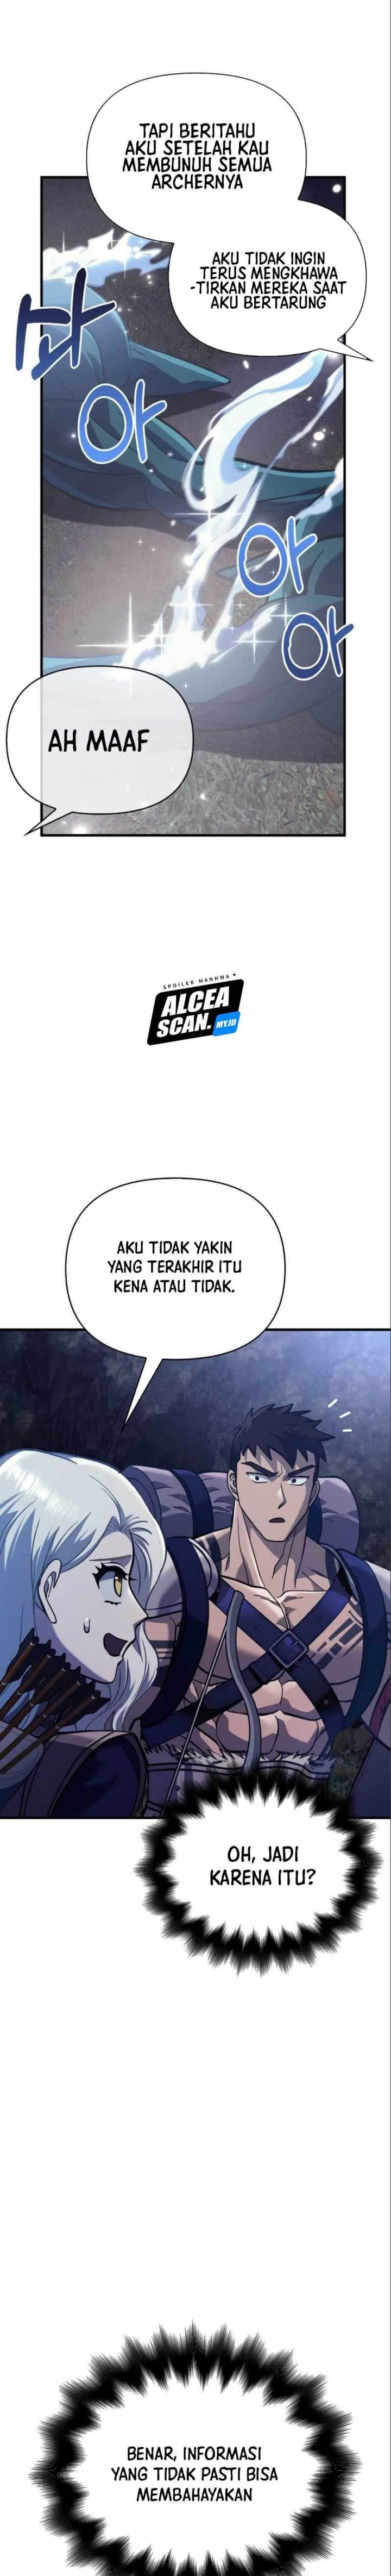 TAPI BERITAHU
AKU SETELAH KAU
MEMBUNUH SEMUA
ARCHERNYA
AKU TIDAK INGIN
TERUS MENGKHAWA
-TIRKAN MEREKA SAAT
AKU BERTARUNG
파
아
아
아
AH MAAF
SPOILER MANHWA
ALCEA
SCAN. MY.ID
AKU TIDAK YAKIN
YANG TERAKHIR ITU
KENA ATAU TIDAK.
OH, JADI
KARENA ITU?
BENAR, INFORMASI
YANG TIDAK PASTI BISA
MEMBAHAYAKAN